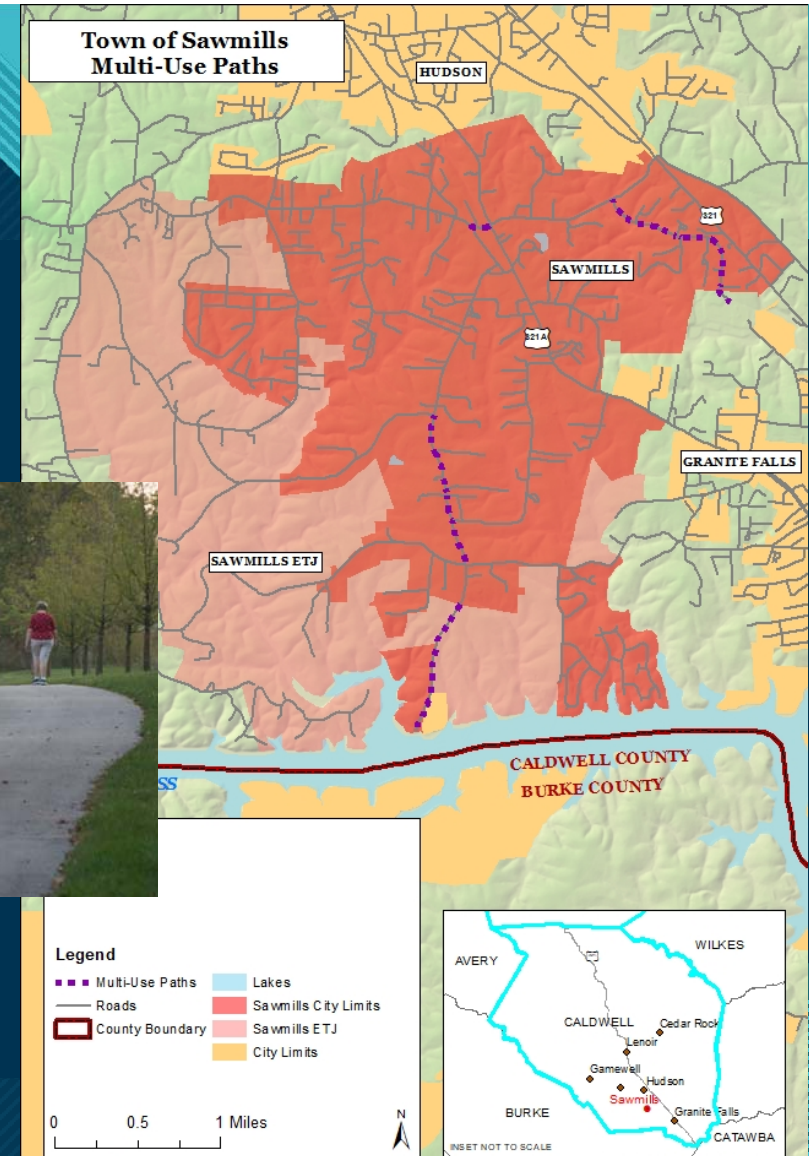 Town of Sawmills
Multi-Use Paths
HUDSON
321
SAWMILLS
321A
GRANITE FALLS
SAWMILLS ETJ
CALDWELL COUNTY
BURKE COUNTY
SS
Legend
Multi-Use Paths
Roads
County Boundary
Lakes
Sawmills City Limits
Sawmills ETJ
City Limits
0 0.5 1 Miles
N
AVERY
WILKES
CALDWELL
Cedar Rock
Lenoir
Gamewell
Hudson
Sawmills
Granite Falls
BURKE
CATAWBA
INSET NOT TO SCALE